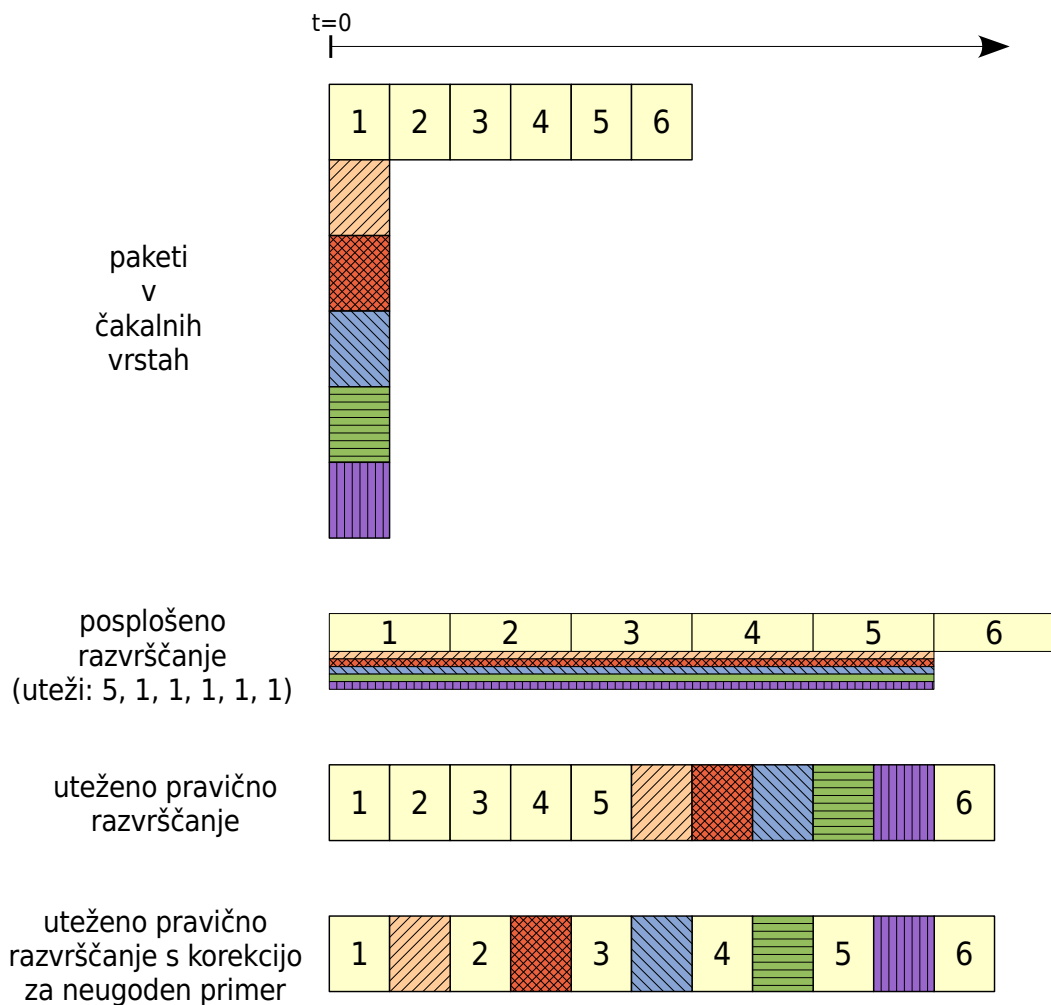 t=0
1 2 3 4 5 6
paketi
v
čakalnih
vrstah
posplošeno
razvrščanje
(uteži: 5, 1, 1, 1, 1, 1)
1 2 3 4 5 6
uteženo pravično
razvrščanje
1 2 3 4 5 6
uteženo pravično
razvrščanje s korekcijo
za neugoden primer
1 2 3 4 5 6